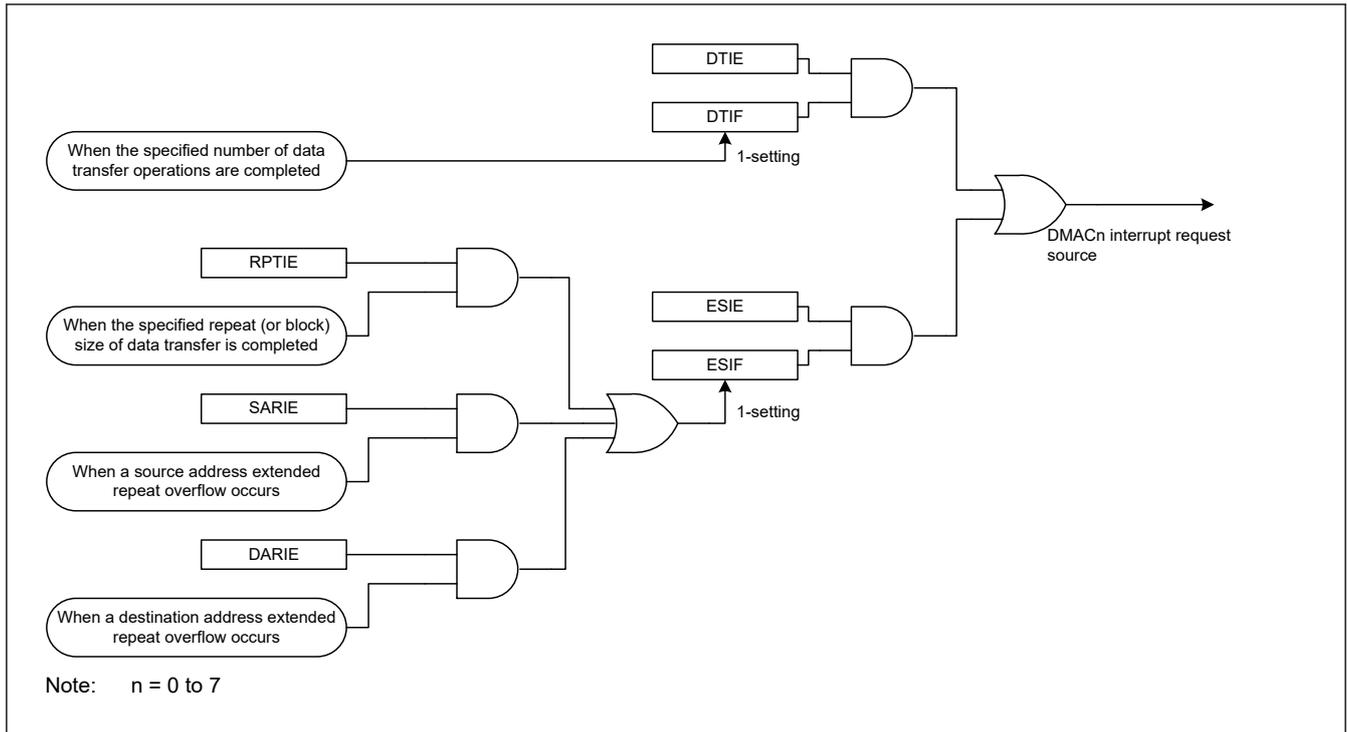 DTIE
DTIF
When the specified number of data
transfer operations are completed
1-setting
DMACn interrupt request
source
RPTIE
When the specified repeat (or block)
size of data transfer is completed
ESIE
ESIF
1-setting
SARIE
When a source address extended
repeat overflow occurs
DARIE
When a destination address extended
repeat overflow occurs
Note: n = 0 to 7